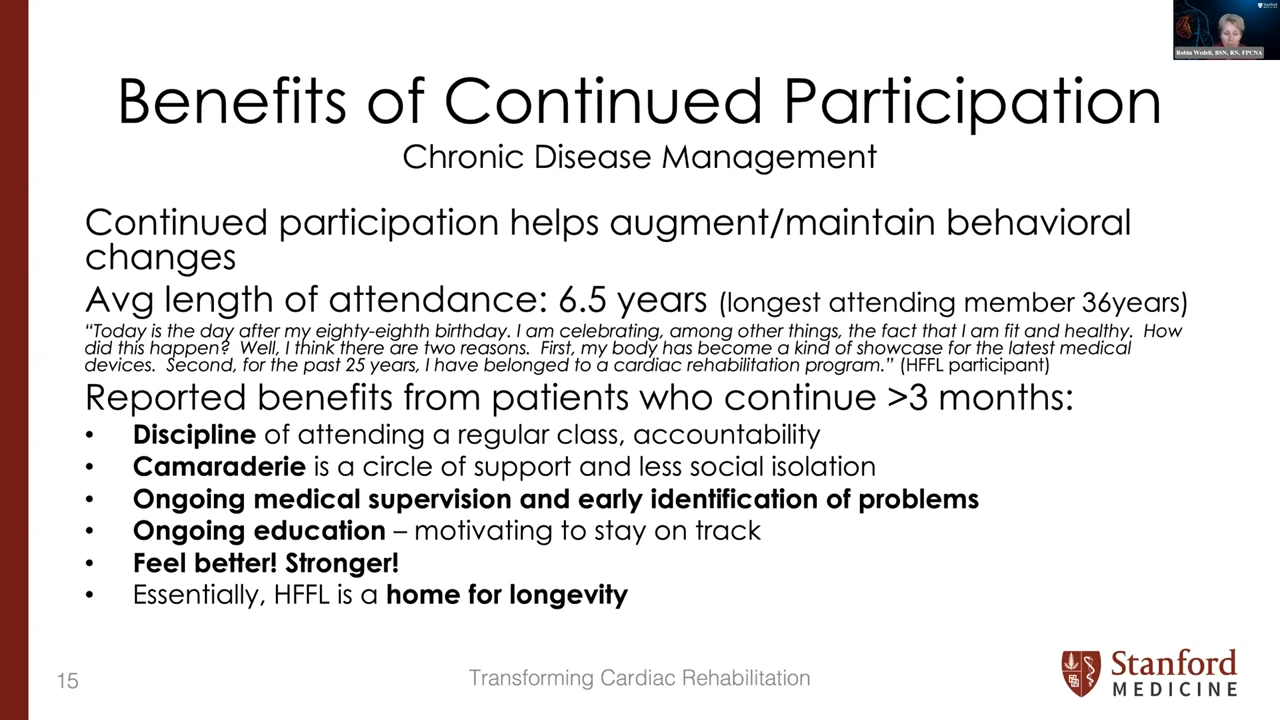 Stanford
Robin Wedell, BSN, RN, FPCNA
Benefits of Continued Participation
Chronic Disease Management
Continued participation helps augment/maintain behavioral
changes
Avg length of attendance: 6.5 years (longest attending member 36years)
“Today is the day after my eighty-eighth birthday. I am celebrating, among other things, the fact that I am fit and healthy.  How
did this happen?  Well, I think there are two reasons.  First, my body has become a kind of showcase for the latest medical
devices.  Second, for the past 25 years, I have belonged to a cardiac rehabilitation program.” (HFFL participant)
Reported benefits from patients who continue >3 months:
• Discipline of attending a regular class, accountability
• Camaraderie is a circle of support and less social isolation
• Ongoing medical supervision and early identification of problems
• Ongoing education – motivating to stay on track
• Feel better! Stronger!
• Essentially, HFFL is a home for longevity
15
Transforming Cardiac Rehabilitation
Stanford
MEDICINE